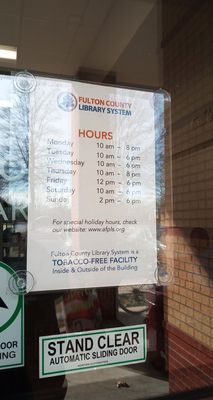 FULTON COUNTY
LIBRARY SYSTEM
HOURS
Monday 10 am – 8 pm
Tuesday 10 am – 8 pm
Wednesday 10 am – 6 pm
Thursday 10 am – 8 pm
Friday 12 pm – 6 pm
Saturday 10 am – 6 pm
Sunday 2 pm – 6 pm
For special holiday hours, check
our website: www.afpls.org.
Fulton County Library System is a
TOBACCO-FREE FACILITY
Inside & Outside of the Building
STAND CLEAR
AUTOMATIC SLIDING DOOR
DOOR